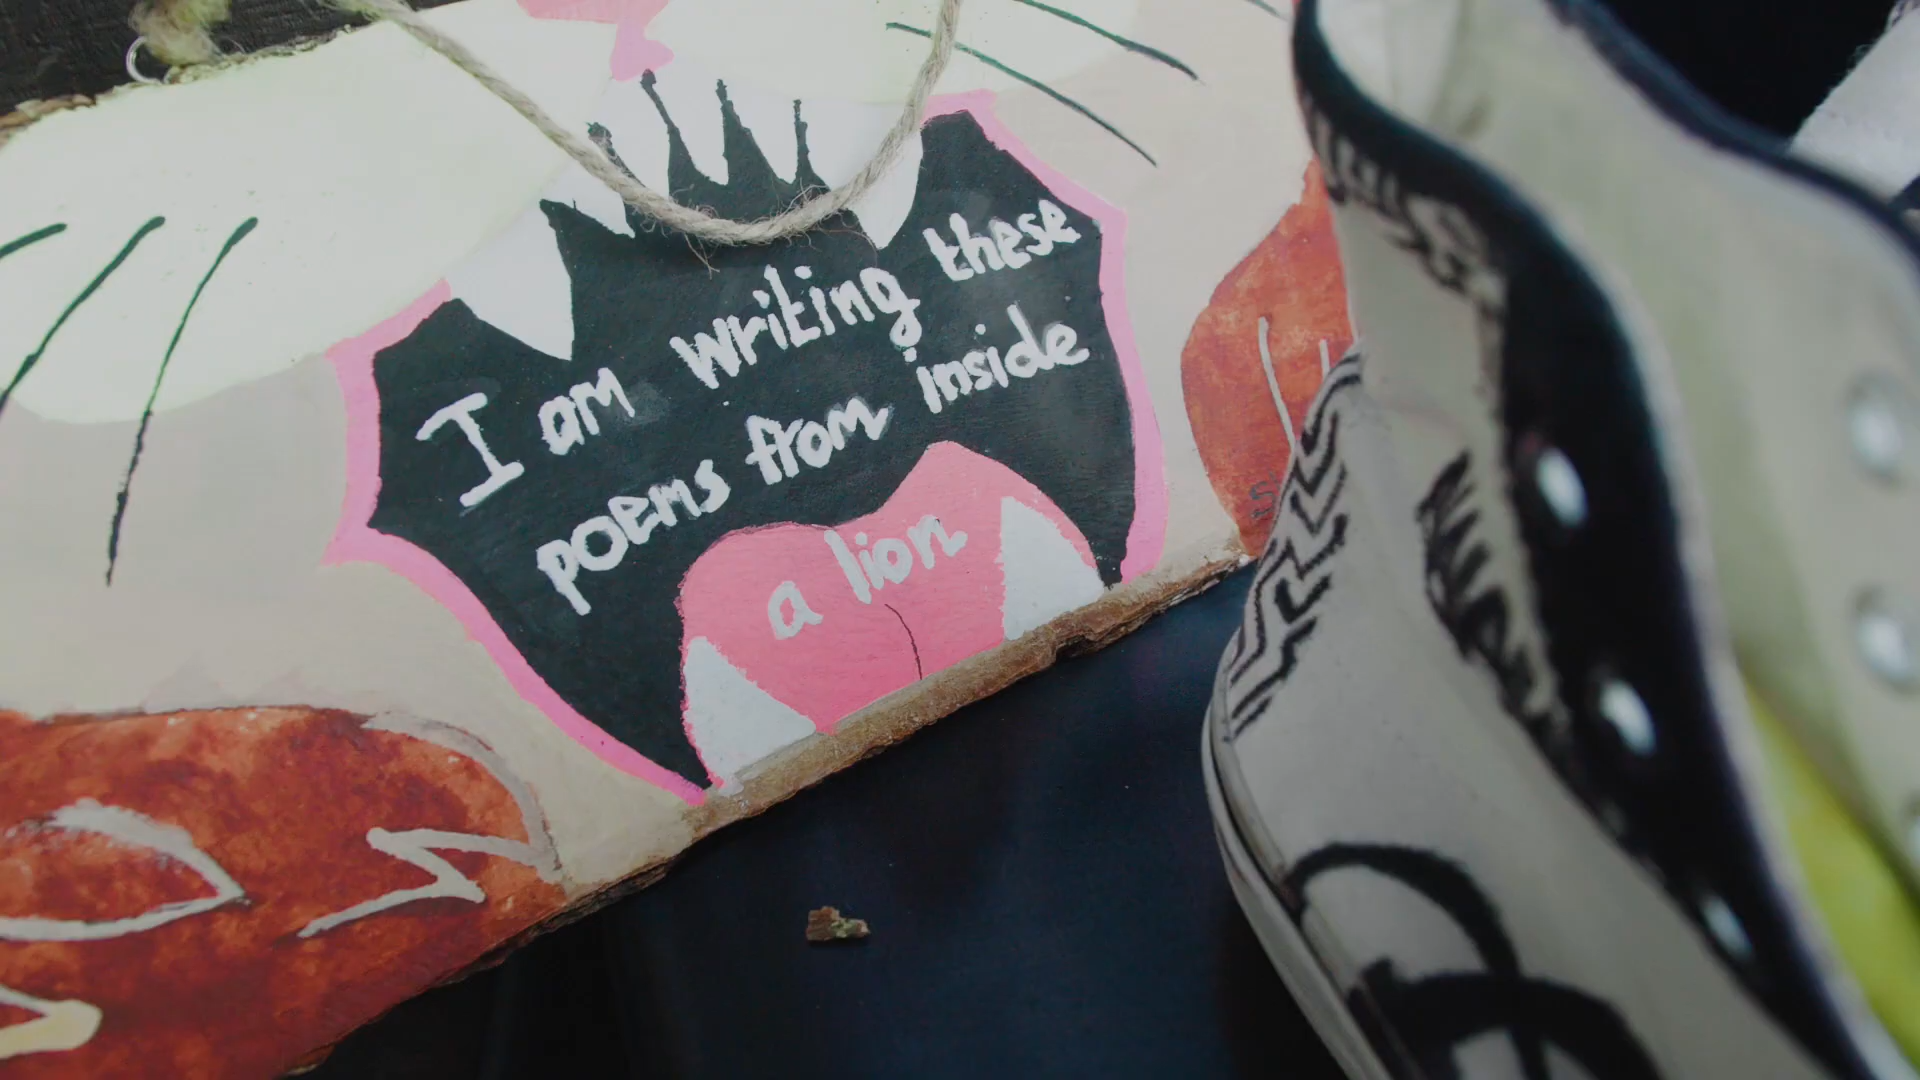 I am writing these
poems from inside
a lion